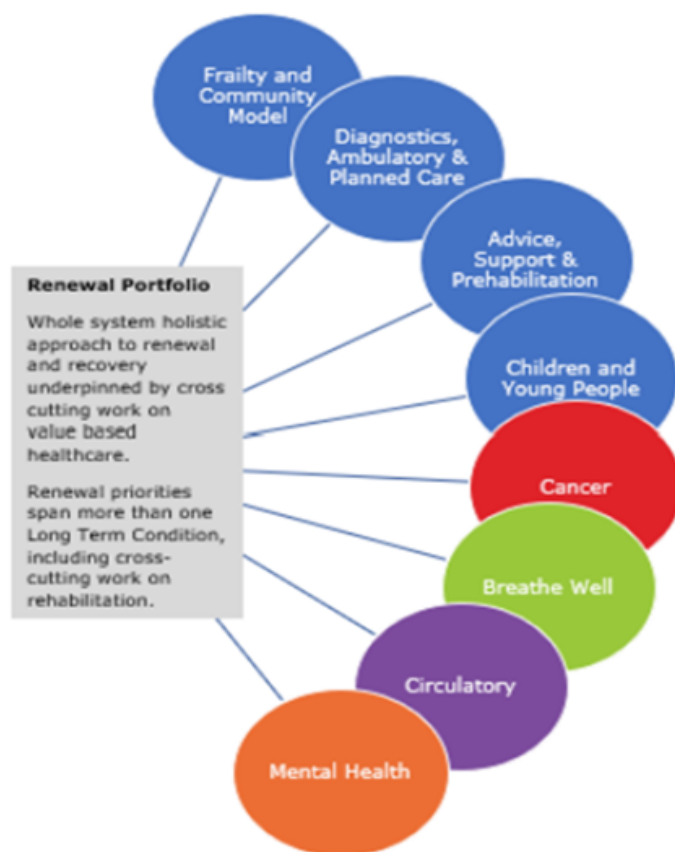 Frailty and
Community
Model
Diagnostics,
Ambulatory &
Planned Care
Advice,
Support &
Prehabilitation
Children and
Young People
Cancer
Breathe Well
Circulatory
Mental Health
Renewal Portfolio
Whole system holistic
approach to renewal
and recovery
underpinned by cross
cutting work on
value based
healthcare.
Renewal priorities
span more than one
Long Term Condition,
including cross-
cutting work on
rehabilitation.